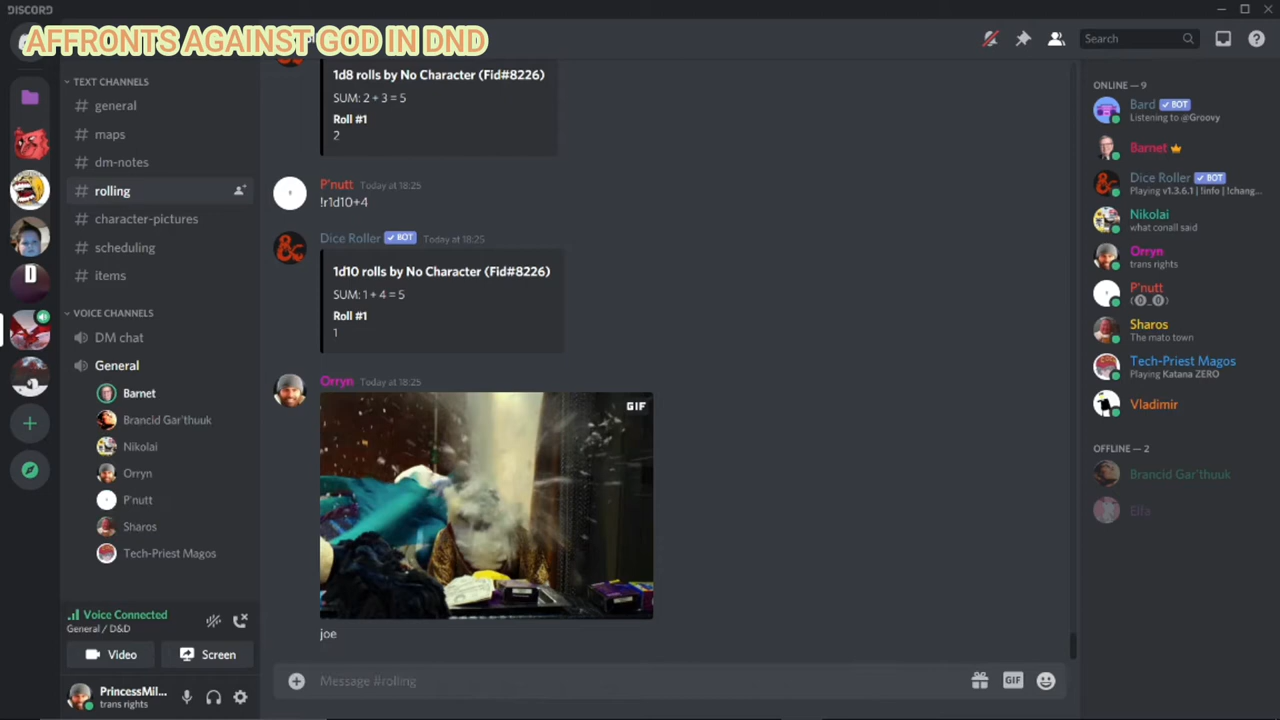 DISCORD
AFFRONTS AGAINST GOD IN DND
Search
TEXT CHANNELS
general
maps
dm-notes
rolling
character-pictures
scheduling
items
VOICE CHANNELS
DM chat
General
Barnet
Brancid Gar'thuuk
Nikolai
Orryn
P'nutt
Sharos
Tech-Priest Magos
Voice Connected
General / D&D
Video
Screen
PrincessMil...
trans rights
1d8 rolls by No Character (Fid#8226)
SUM: 2 + 3 = 5
Roll #1
2
P'nutt Today at 18:25
!r1d10+4
Dice Roller BOT Today at 18:25
1d10 rolls by No Character (Fid#8226)
SUM: 1 + 4 = 5
Roll #1
1
Orryn Today at 18:25
GIF
joe
Message #rolling
GIF
ONLINE — 9
Bard BOT
Listening to @Groovy
Barnet
Dice Roller BOT
Playing v1.3.6.1 | !info | !chang...
Nikolai
what conall said
Orryn
trans rights
P'nutt
Sharos
The mato town
Tech-Priest Magos
Playing Katana ZERO
Vladimir
OFFLINE — 2
Brancid Gar'thuuk